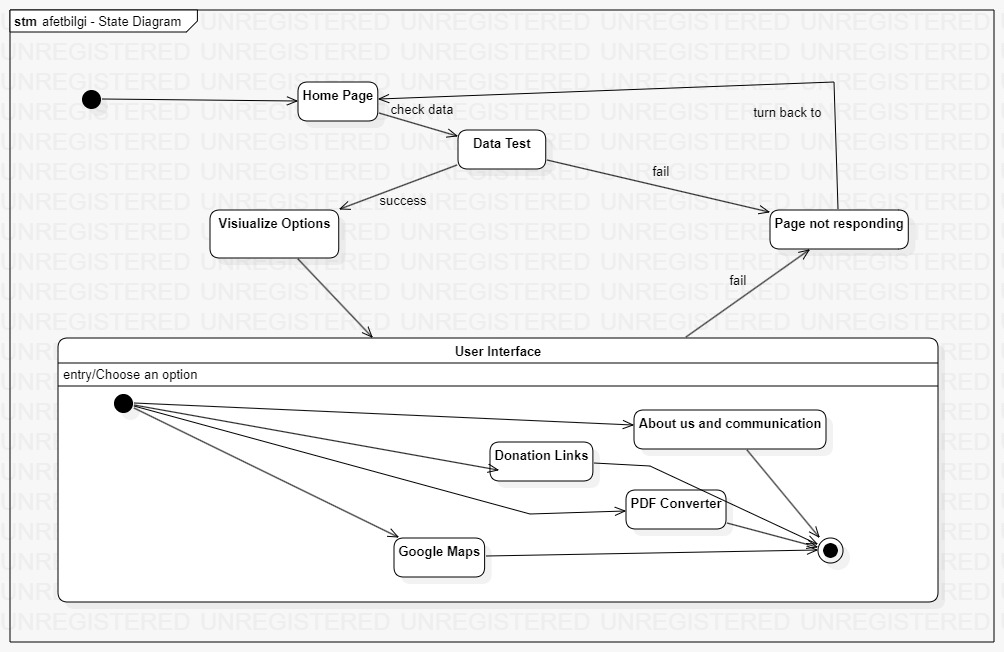 stm afetbilgi - State Diagram
Home Page
check data
turn back to
Data Test
fail
success
Visiualize Options
Page not responding
fail
User Interface
entry/Choose an option
About us and communication
Donation Links
PDF Converter
Google Maps
UNREGISTERED